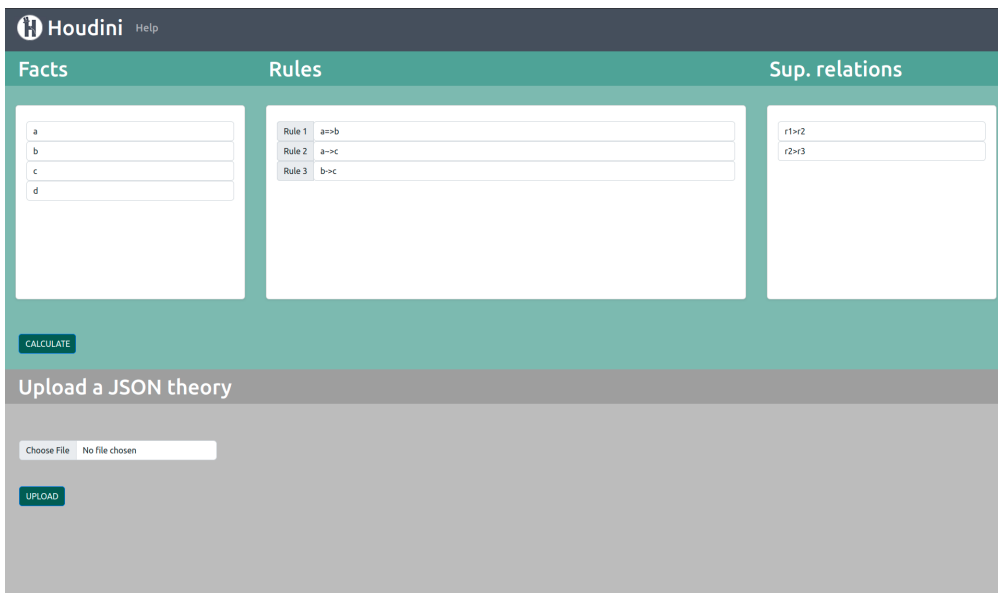 H Houdini Help
Facts Rules Sup. relations
a
b
c
d
Rule 1 a=>b
Rule 2 a~>c
Rule 3 b->c
r1>r2
r2>r3
CALCULATE
Upload a JSON theory
Choose File No file chosen
UPLOAD